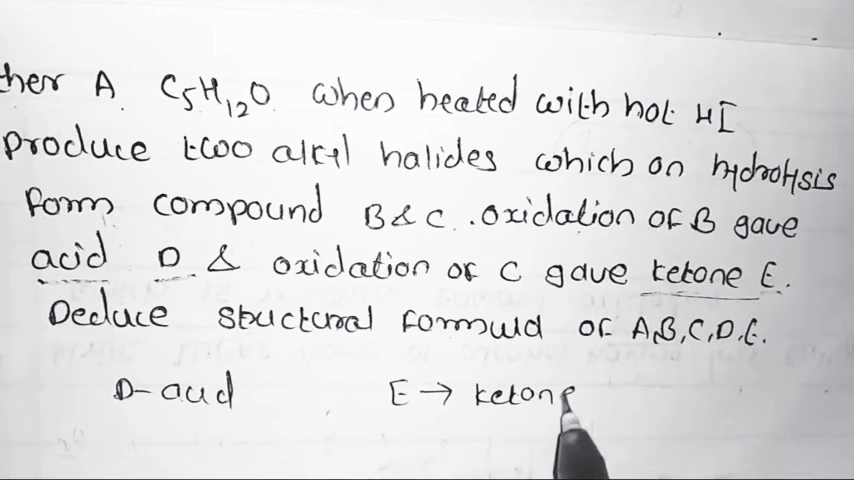 ther A C₅H₁₂O when heated with hot HI
produce two alkyl halides which on hydrolysis
form compound B & C . oxidation of B gave
acid D & oxidation of C gave ketone E.
Deduce structural formula of A,B,C,D,E.
D- acid E → ketone